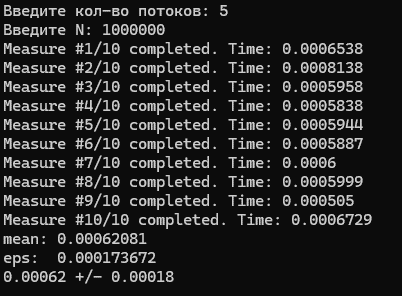 Введите кол-во потоков: 5
Введите N: 1000000
Measure #1/10 completed. Time: 0.0006538
Measure #2/10 completed. Time: 0.0008138
Measure #3/10 completed. Time: 0.0005958
Measure #4/10 completed. Time: 0.0005838
Measure #5/10 completed. Time: 0.0005944
Measure #6/10 completed. Time: 0.0005887
Measure #7/10 completed. Time: 0.0006
Measure #8/10 completed. Time: 0.0005999
Measure #9/10 completed. Time: 0.000505
Measure #10/10 completed. Time: 0.0006729
mean: 0.00062081
eps:  0.000173672
0.00062 +/- 0.00018